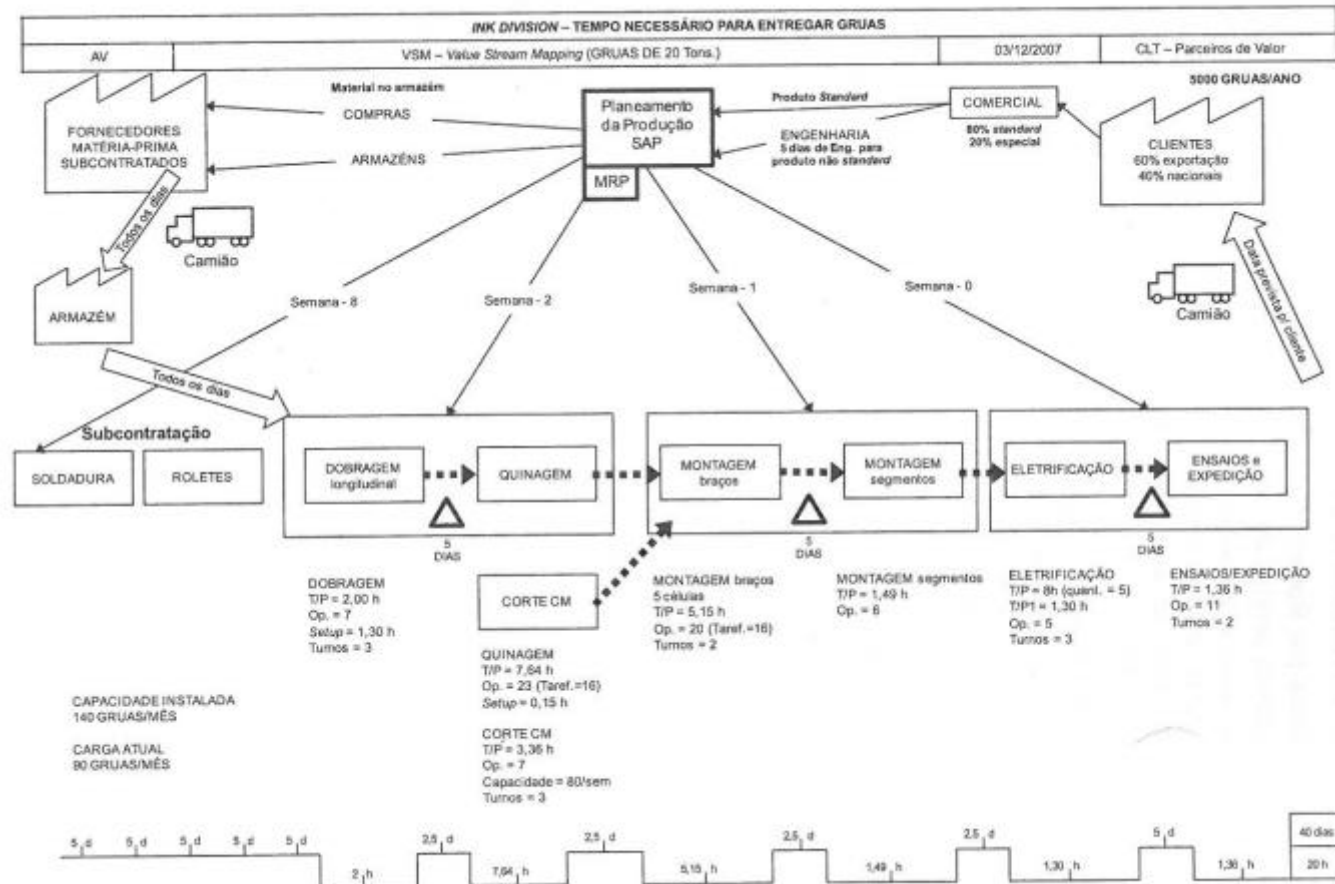 INK DIVISION – TEMPO NECESSÁRIO PARA ENTREGAR GRUAS
AV
VSM – Value Stream Mapping (GRUAS DE 20 Tons.)
03/12/2007
CLT – Parceiros de Valor
5000 GRUAS/ANO
Material no armazém
COMPRAS
ARMAZÉNS
FORNECEDORES
MATÉRIA-PRIMA
SUBCONTRATADOS
Planeamento
da Produção
SAP
MRP
Produto Standard
ENGENHARIA
5 dias de Eng. para
produto não standard
COMERCIAL
80% standard
20% especial
CLIENTES
60% exportação
40% nacionais
Todos os dias
Camião
ARMAZÉM
Todos os dias
Semana - 8
Semana - 2
Semana - 1
Semana - 0
Camião
Data prevista p/ cliente
Subcontratação
SOLDADURA
ROLETES
DOBRAGEM
longitudinal
QUINAGEM
MONTAGEM
braços
MONTAGEM
segmentos
ELETRIFICAÇÃO
ENSAIOS e
EXPEDIÇÃO
5
DIAS
5
DIAS
5
DIAS
CORTE CM
DOBRAGEM
T/P = 2,00 h
Op. = 7
Setup = 1,30 h
Turnos = 3
QUINAGEM
T/P = 7,64 h
Op. = 23 (Taref.=16)
Setup = 0,15 h
CORTE CM
T/P = 3,36 h
Op. = 7
Capacidade = 80/sem
Turnos = 3
MONTAGEM braços
5 células
T/P = 5,15 h
Op. = 20 (Taref.=16)
Turnos = 2
MONTAGEM segmentos
T/P = 1,49 h
Op. = 6
ELETRIFICAÇÃO
T/P = 8h (quant. = 5)
T/P1 = 1,30 h
Op. = 5
Turnos = 3
ENSAIOS/EXPEDIÇÃO
T/P = 1,36 h
Op. = 11
Turnos = 2
CAPACIDADE INSTALADA
140 GRUAS/MÊS
CARGA ATUAL
90 GRUAS/MÊS
5 d 5 d 5 d 5 d 5 d 2,5 d 2,5 d 2,5 d 2,5 d 5 d 40 dias
2 h 7,64 h 5,15 h 1,49 h 1,30 h 1,36 h 20 h